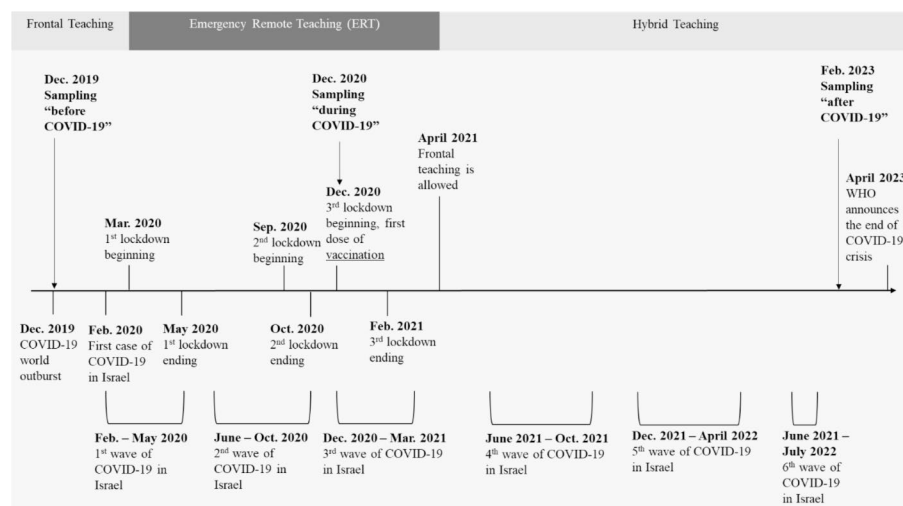 Frontal Teaching
Emergency Remote Teaching (ERT)
Hybrid Teaching
Dec. 2019
Sampling
“before
COVID-19”
Dec. 2020
Sampling
“during
COVID-19”
Feb. 2023
Sampling
“after
COVID-19”
April 2021
Frontal
teaching is
allowed
Mar. 2020
1st lockdown
beginning
Sep. 2020
2nd lockdown
beginning
Dec. 2020
3rd lockdown
beginning, first
dose of
vaccination
April 2023
WHO
announces
the end of
COVID-19
crisis
Dec. 2019
COVID-19
world
outburst
Feb. 2020
First case of
COVID-19
in Israel
May 2020
1st lockdown
ending
Oct. 2020
2nd lockdown
ending
Feb. 2021
3rd lockdown
ending
Feb. – May 2020
1st wave of
COVID-19 in
Israel
June – Oct. 2020
2nd wave of
COVID-19 in
Israel
Dec. 2020 – Mar. 2021
3rd wave of COVID-19
in Israel
June 2021 – Oct. 2021
4th wave of COVID-19
in Israel
Dec. 2021 – April 2022
5th wave of COVID-19
in Israel
June 2021 –
July 2022
6th wave of
COVID-19
in Israel